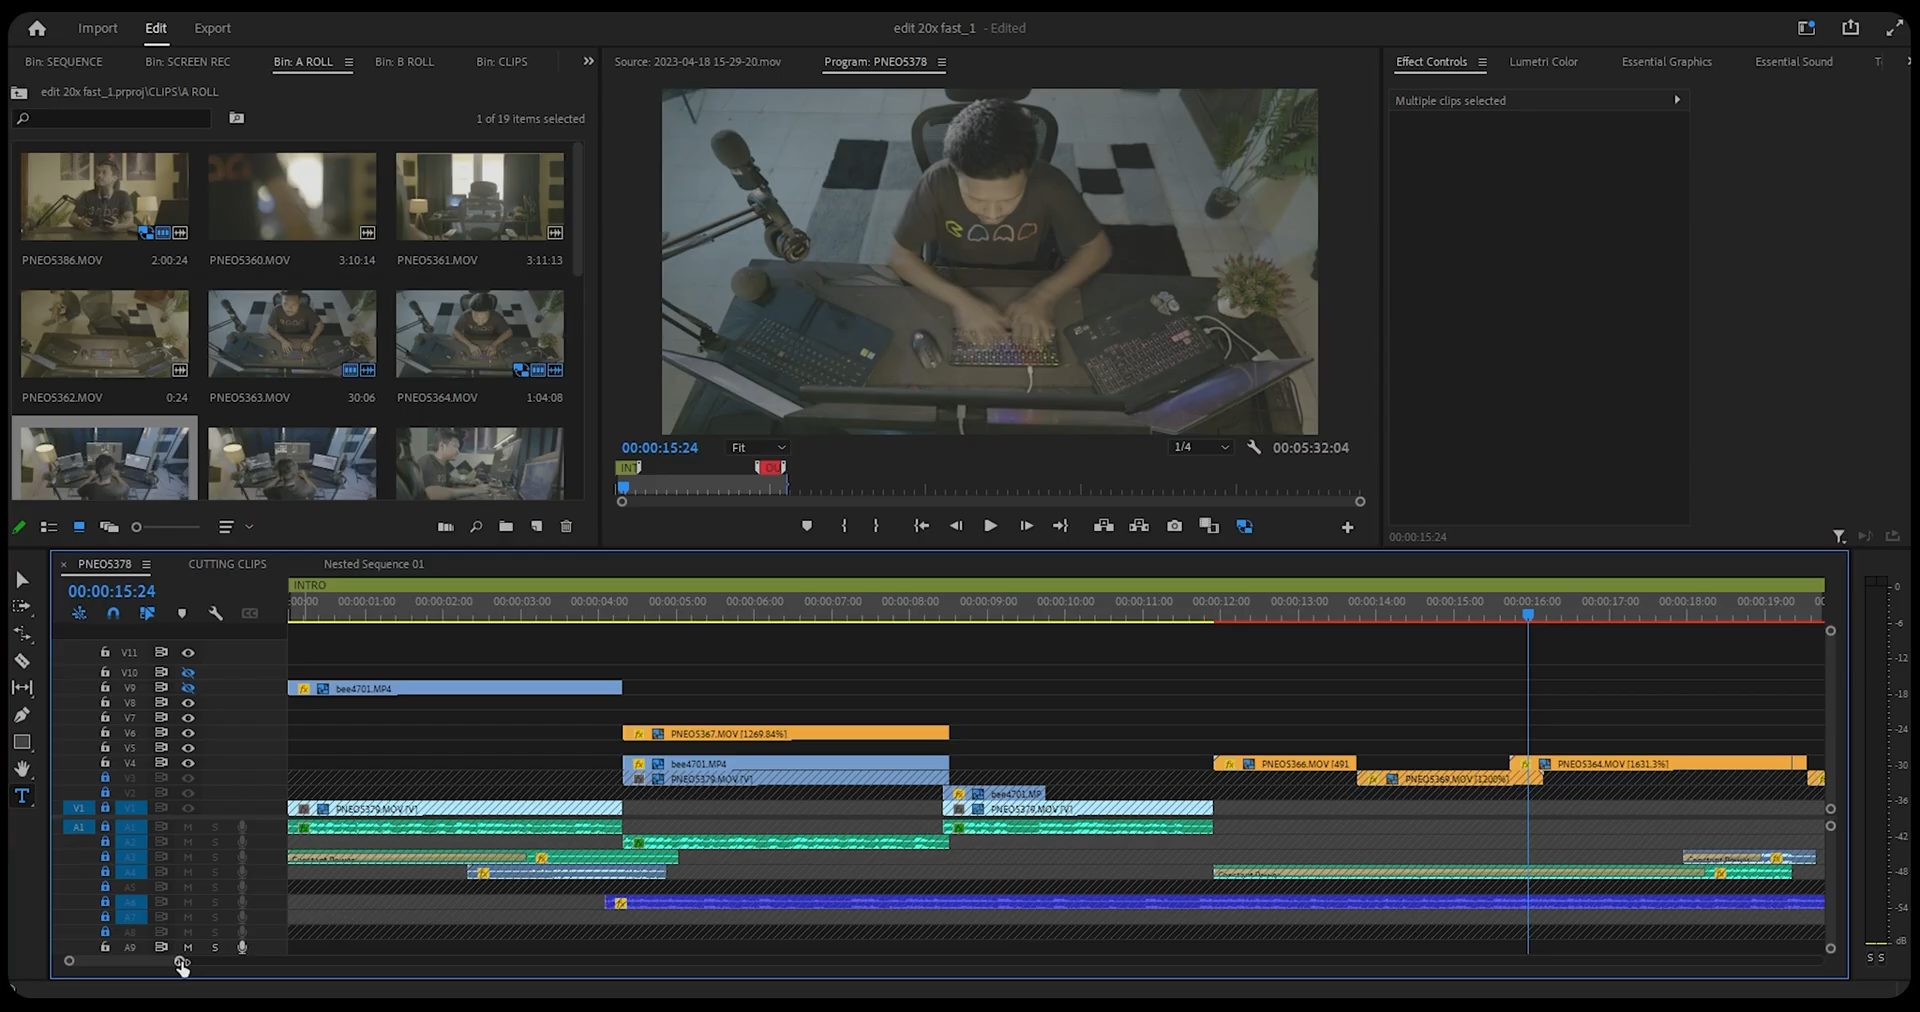 Import Edit Export edit 20x fast_1 - Edited
Bin: SEQUENCE Bin: SCREEN REC Bin: A ROLL Bin: B ROLL Bin: CLIPS
edit 20x fast_1.prproj\CLIPS\A ROLL
1 of 19 items selected
PNEO5386.MOV 2:00:24 PNEO5360.MOV 3:10:14 PNEO5361.MOV 3:11:13
PNEO5362.MOV 0:24 PNEO5363.MOV 30:06 PNEO5364.MOV 1:04:08
Source: 2023-04-18 15-29-20.mov Program: PNEO5378
00:00:15:24 Fit 1/4 00:05:32:04
INT OU
Effect Controls Lumetri Color Essential Graphics Essential Sound
Multiple clips selected
00:00:15:24
× PNEO5378 CUTTING CLIPS Nested Sequence 01
00:00:15:24
INTRO
:00:00 00:00:01:00 00:00:02:00 00:00:03:00 00:00:04:00 00:00:05:00 00:00:06:00 00:00:07:00 00:00:08:00 00:00:09:00 00:00:10:00 00:00:11:00 00:00:12:00 00:00:13:00 00:00:14:00 00:00:15:00 00:00:16:00 00:00:17:00 00:00:18:00 00:00:19:00
V11
V10
V9 fx bee4701.MP4
V8
V7
V6 fx PNEO5367.MOV [1269.84%]
V5
V4 fx bee4701.MP4 fx PNEO5366.MOV [491 fx PNEO5364.MOV [1631.3%]
V3 PNEO5379.MOV [V] fx PNEO5369.MOV [1200%]
V2 fx bee4701.MP
V1 V1 PNEO5379.MOV [V] PNEO5379.MOV [V]
A1 A1 M S
A2 M S
A3 M S
A4 M S
A5 M S
A6 M S
A7 M S
A8 M S
A9 M S
0
-6
-12
-18
-24
-30
-36
-42
-48
-54
dB
S S